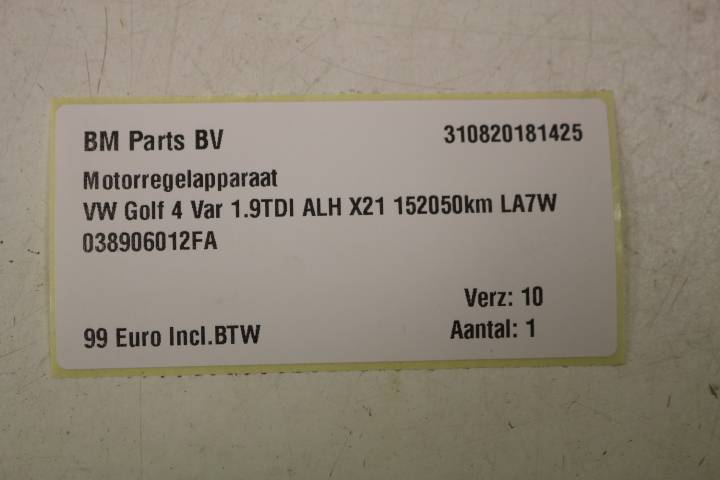 BM Parts BV 310820181425
Motorregelapparaat
VW Golf 4 Var 1.9TDI ALH X21 152050km LA7W
038906012FA
Verz: 10
99 Euro Incl.BTW Aantal: 1